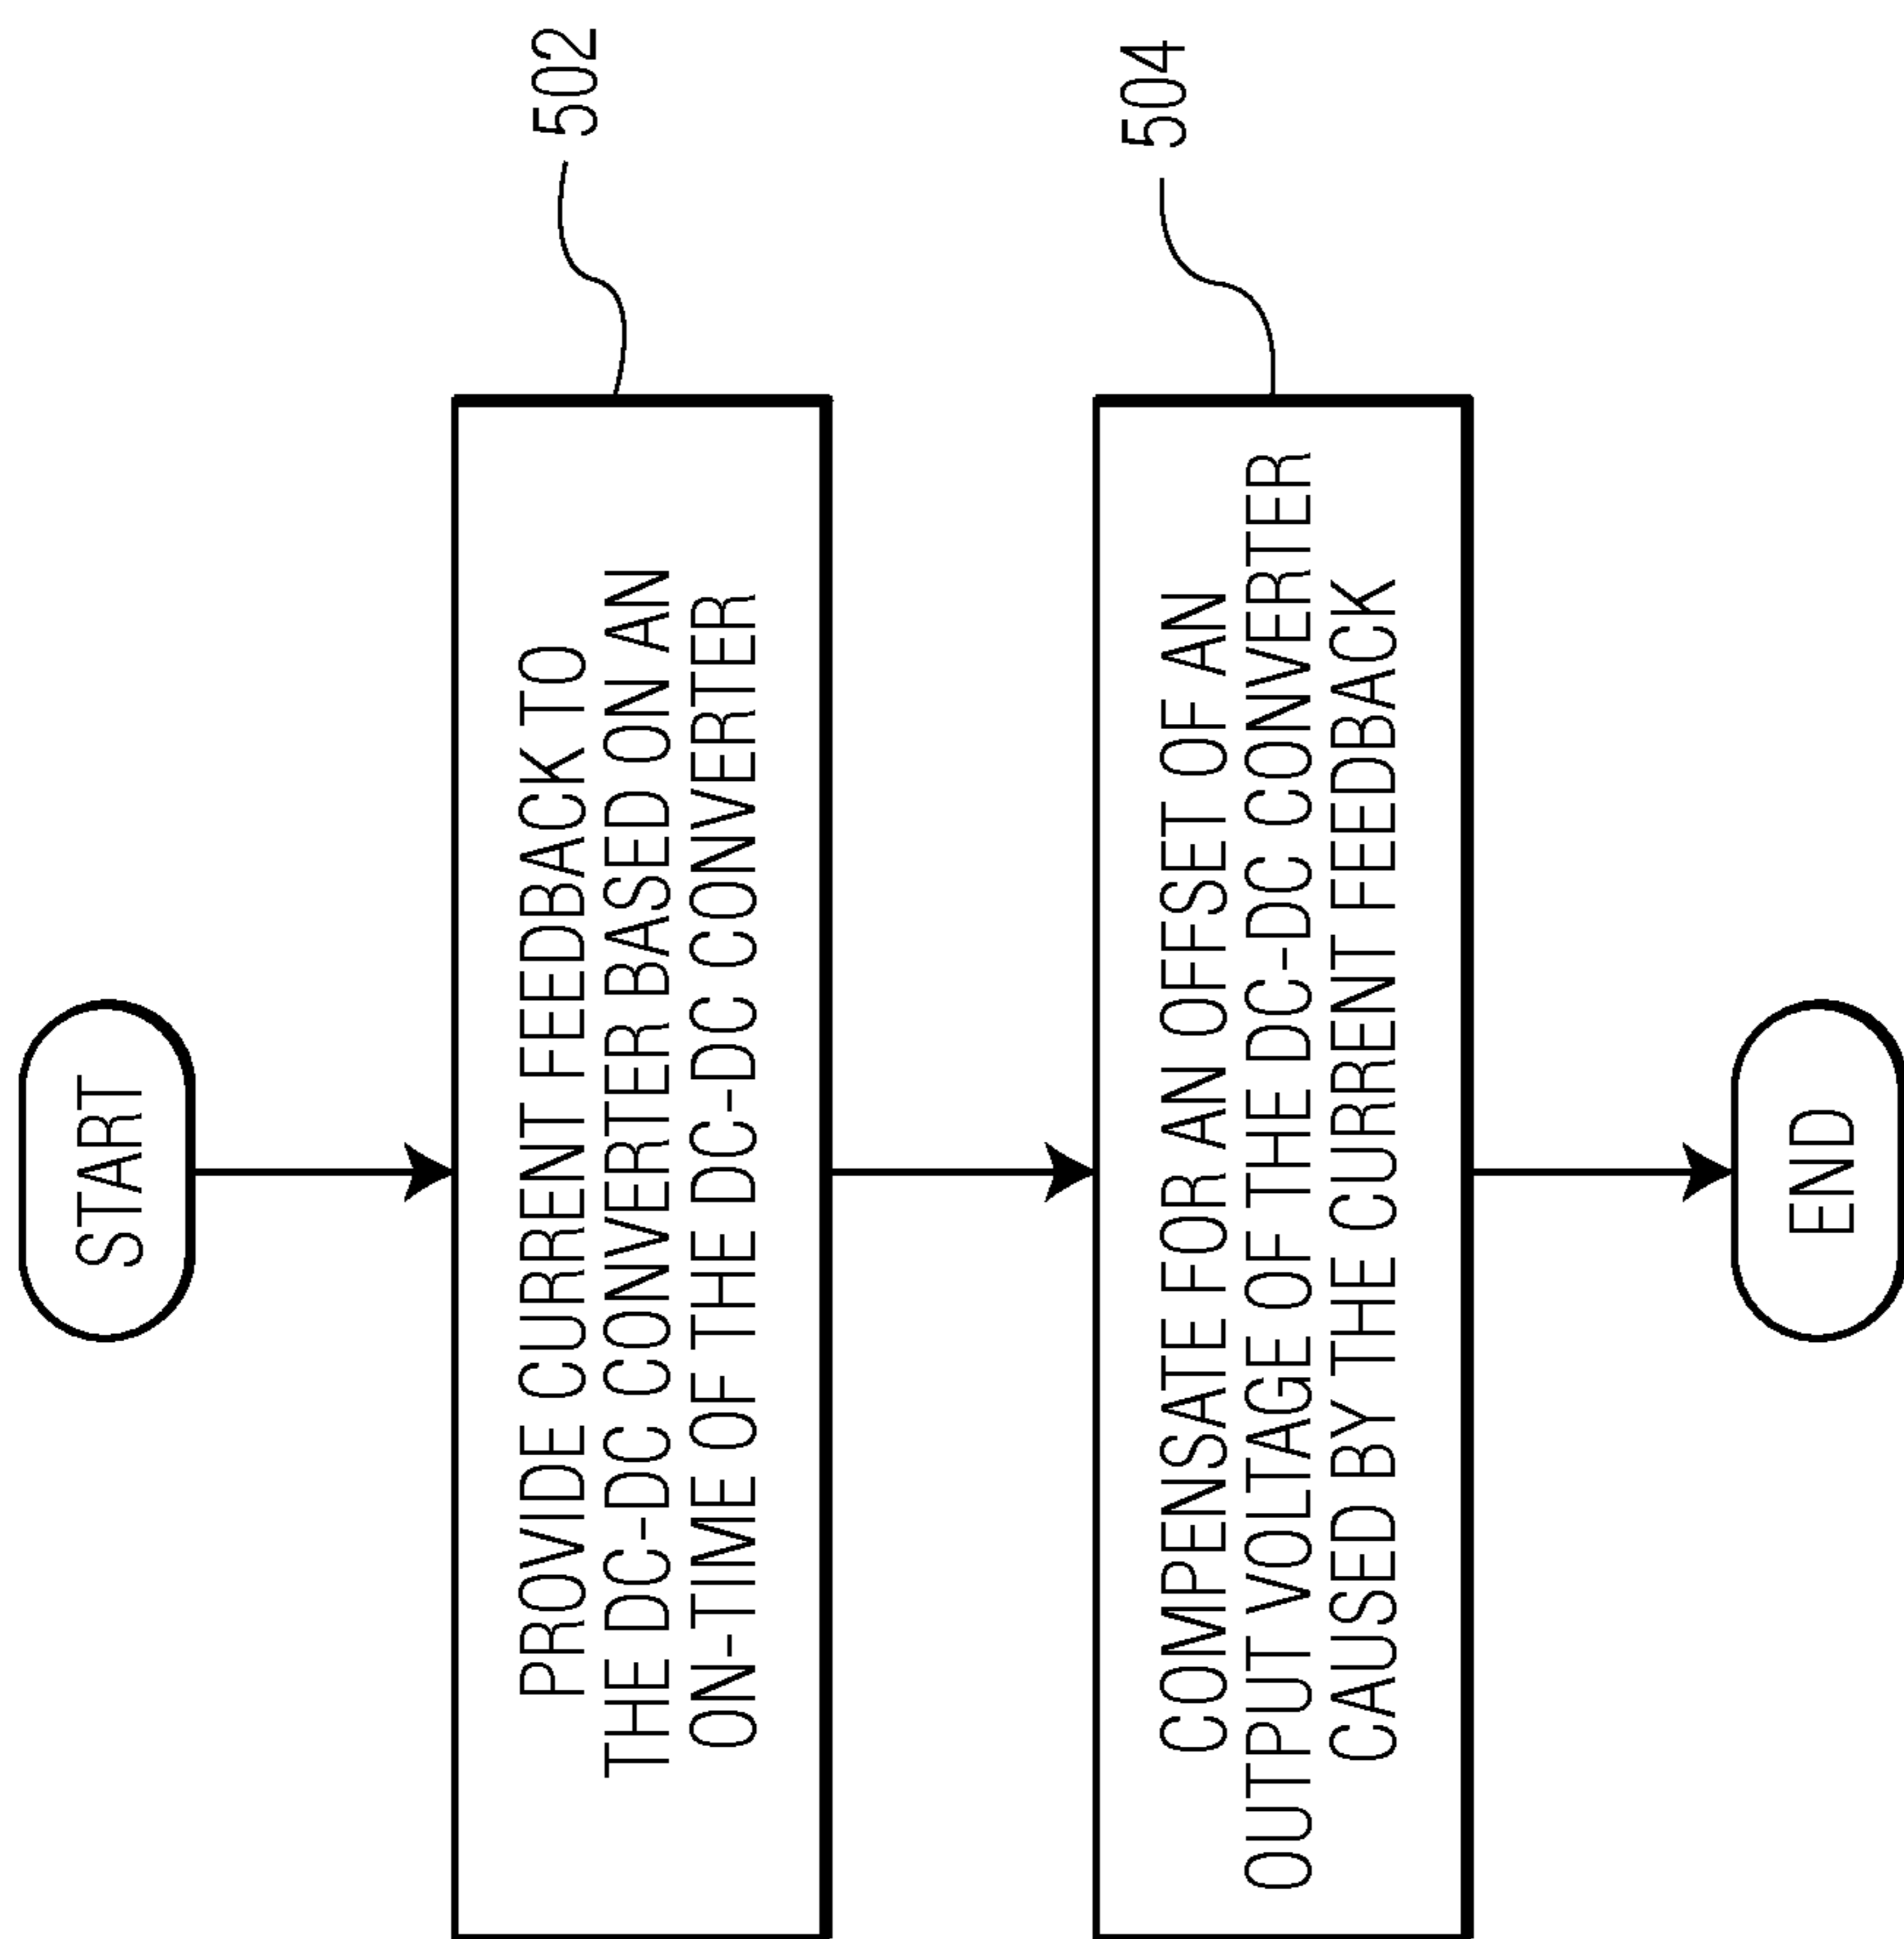 START
PROVIDE CURRENT FEEDBACK TO
THE DC-DC CONVERTER BASED ON AN
ON-TIME OF THE DC-DC CONVERTER
502
COMPENSATE FOR AN OFFSET OF AN
OUTPUT VOLTAGE OF THE DC-DC CONVERTER
CAUSED BY THE CURRENT FEEDBACK
504
END